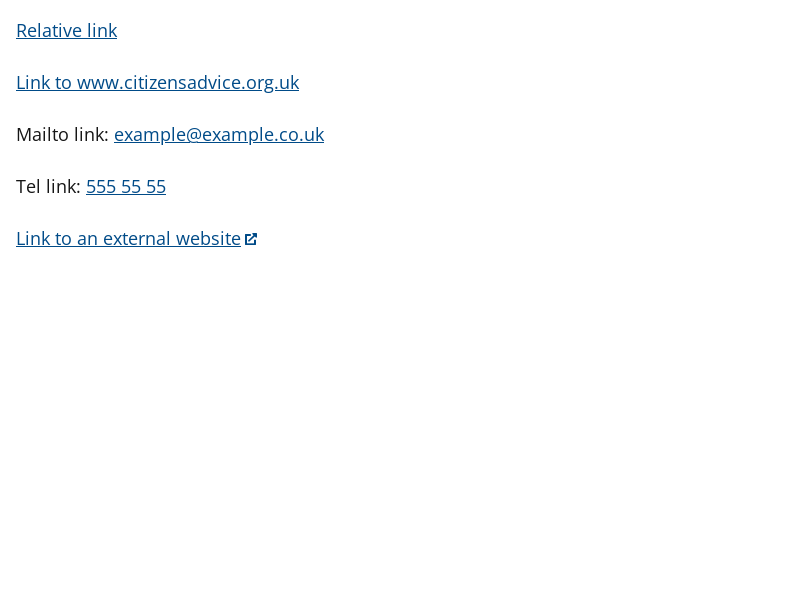 Relative link
Link to www.citizensadvice.org.uk
Mailto link: example@example.co.uk
Tel link: 555 55 55
Link to an external website